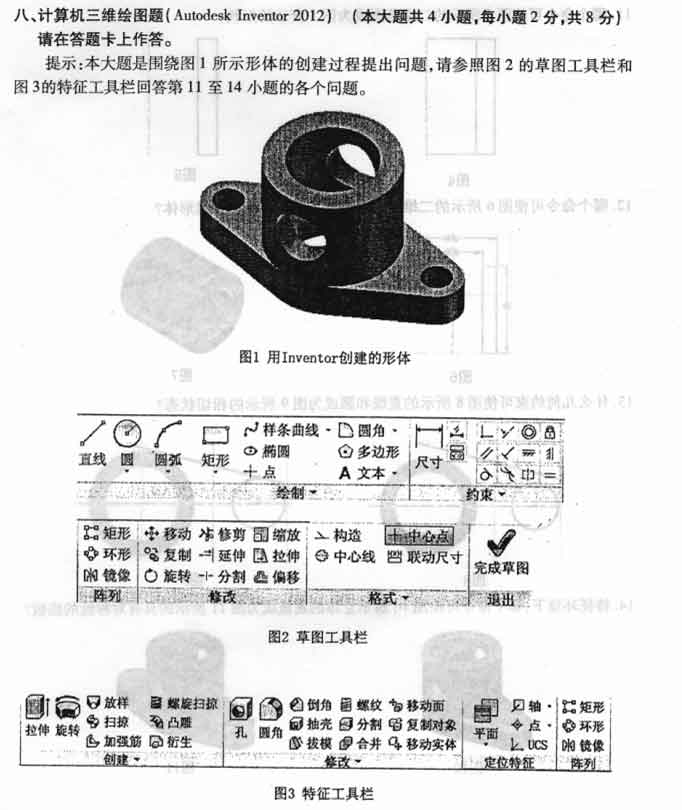 八、计算机三维绘图题(Autodesk Inventor 2012) (本大题共4小题,每小题2分,共8分)
请在答题卡上作答。
提示:本大题是围绕图1所示形体的创建过程提出问题,请参照图2的草图工具栏和
图3的特征工具栏回答第11至14小题的各个问题。
图1 用Inventor创建的形体
直线 圆 圆弧 矩形 样条曲线 圆角
椭圆 多边形
点 A 文本
尺寸
绘制 约束
矩形 移动 修剪 缩放 构造 中心点
环形 复制 延伸 拉伸 中心线 联动尺寸
镜像 旋转 分割 偏移 完成草图
阵列 修改 格式 退出
图2 草图工具栏
拉伸 旋转 放样 螺旋扫掠 孔 圆角 倒角 螺纹 移动面 平面 轴 矩形
扫掠 凸雕 抽壳 分割 复制对象 点 环形
加强筋 衍生 拔模 合并 移动实体 UCS 镜像
创建 修改 定位特征 阵列
图3 特征工具栏